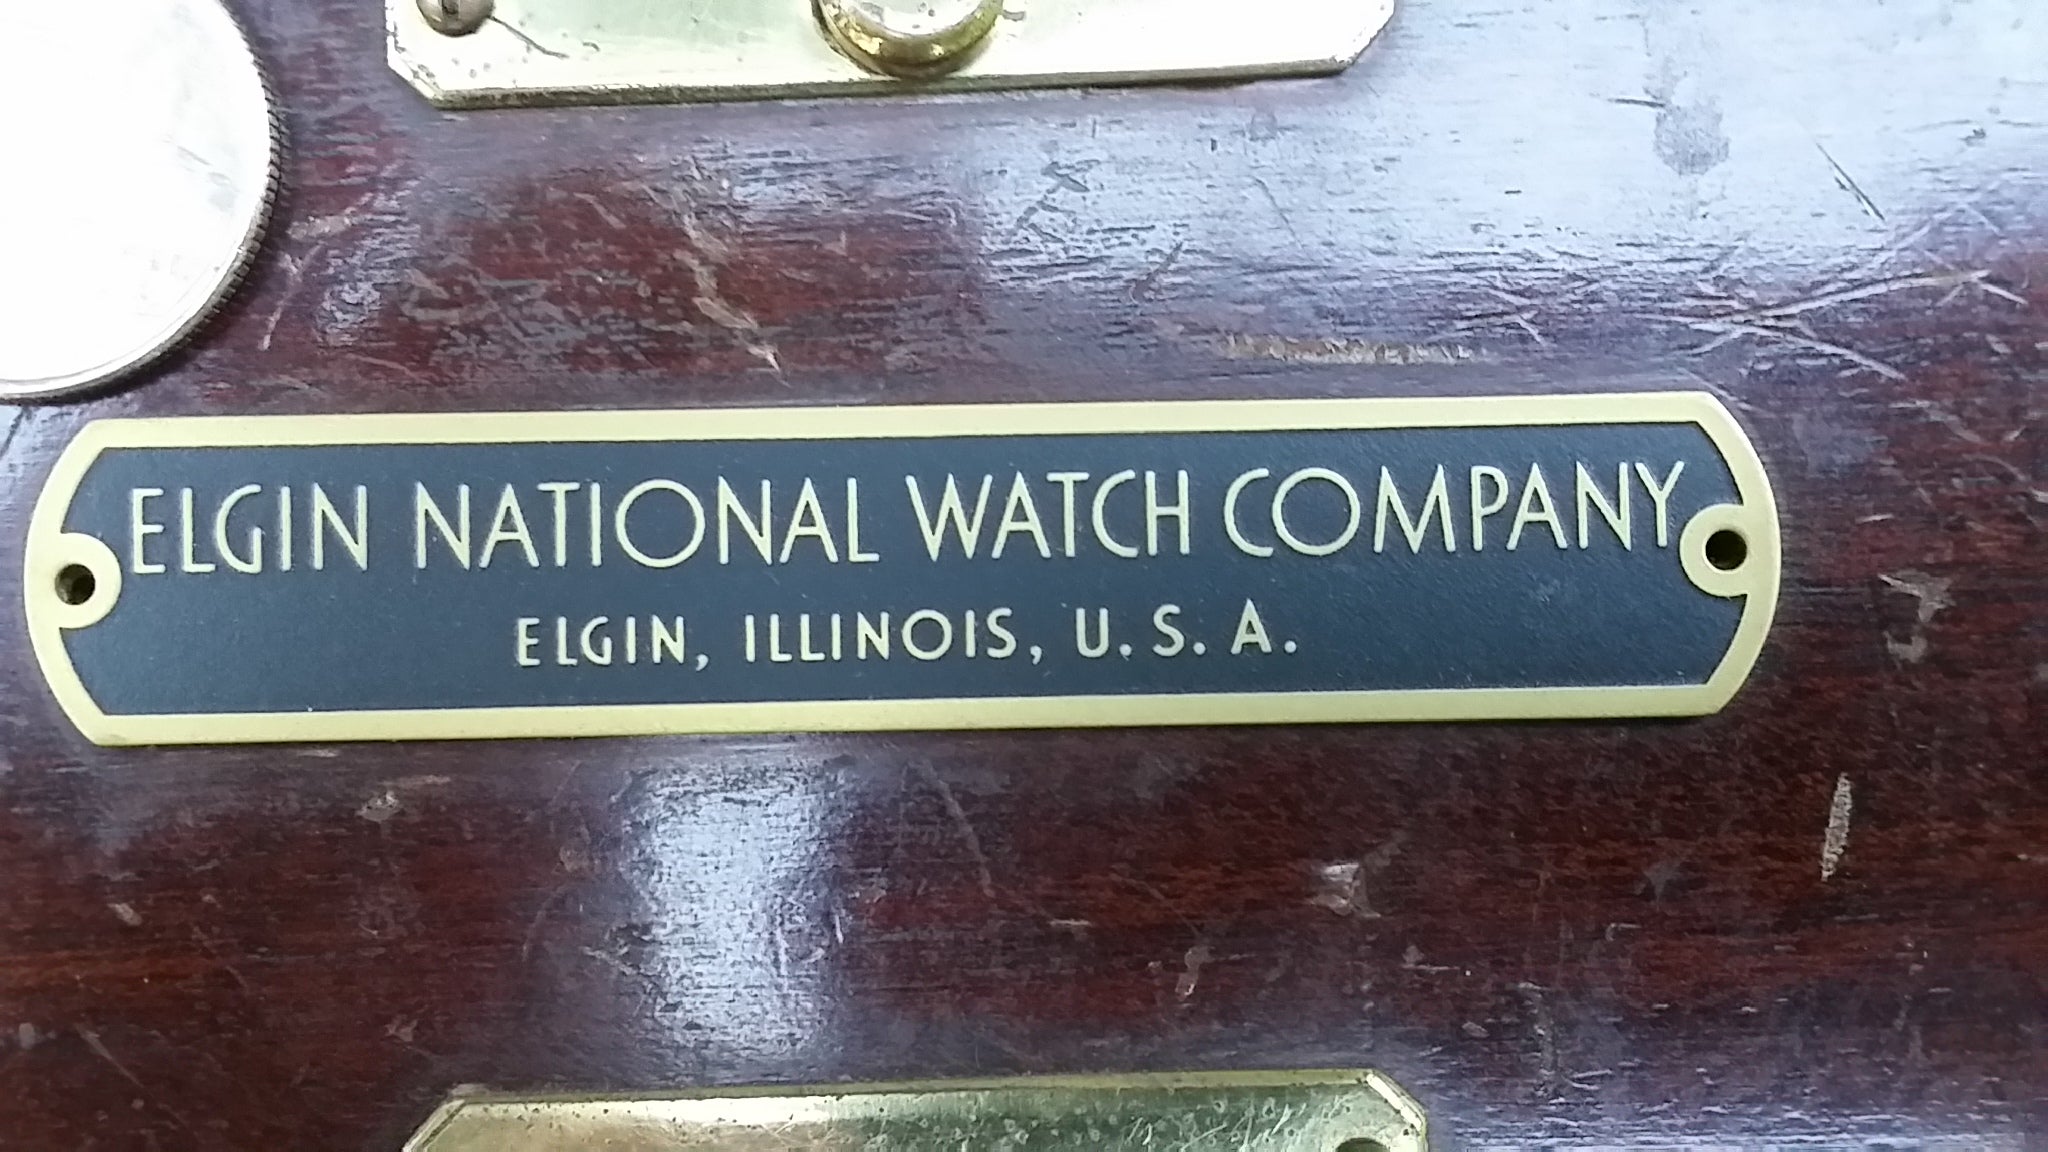 ELGIN NATIONAL WATCH COMPANY
ELGIN, ILLINOIS, U. S. A.